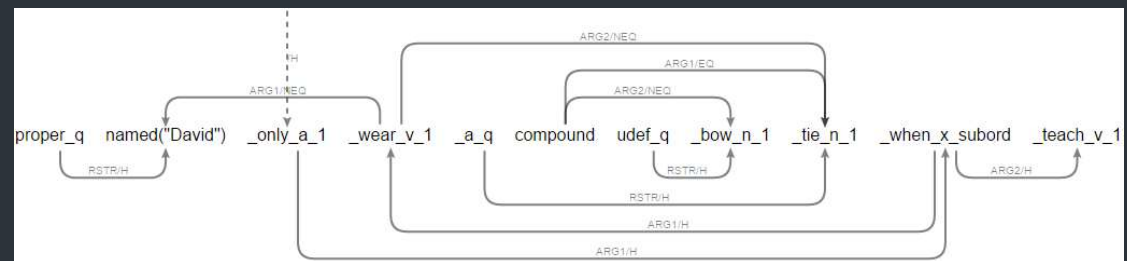 /H
ARG2/NEQ
ARG1/EQ
ARG1/NEQ ARG2/NEQ
proper_q named("David") _only_a_1 _wear_v_1 _a_q compound udef_q _bow_n_1 _tie_n_1 _when_x_subord _teach_v_1
RSTR/H RSTR/H ARG2/H
RSTR/H
ARG1/H
ARG1/H